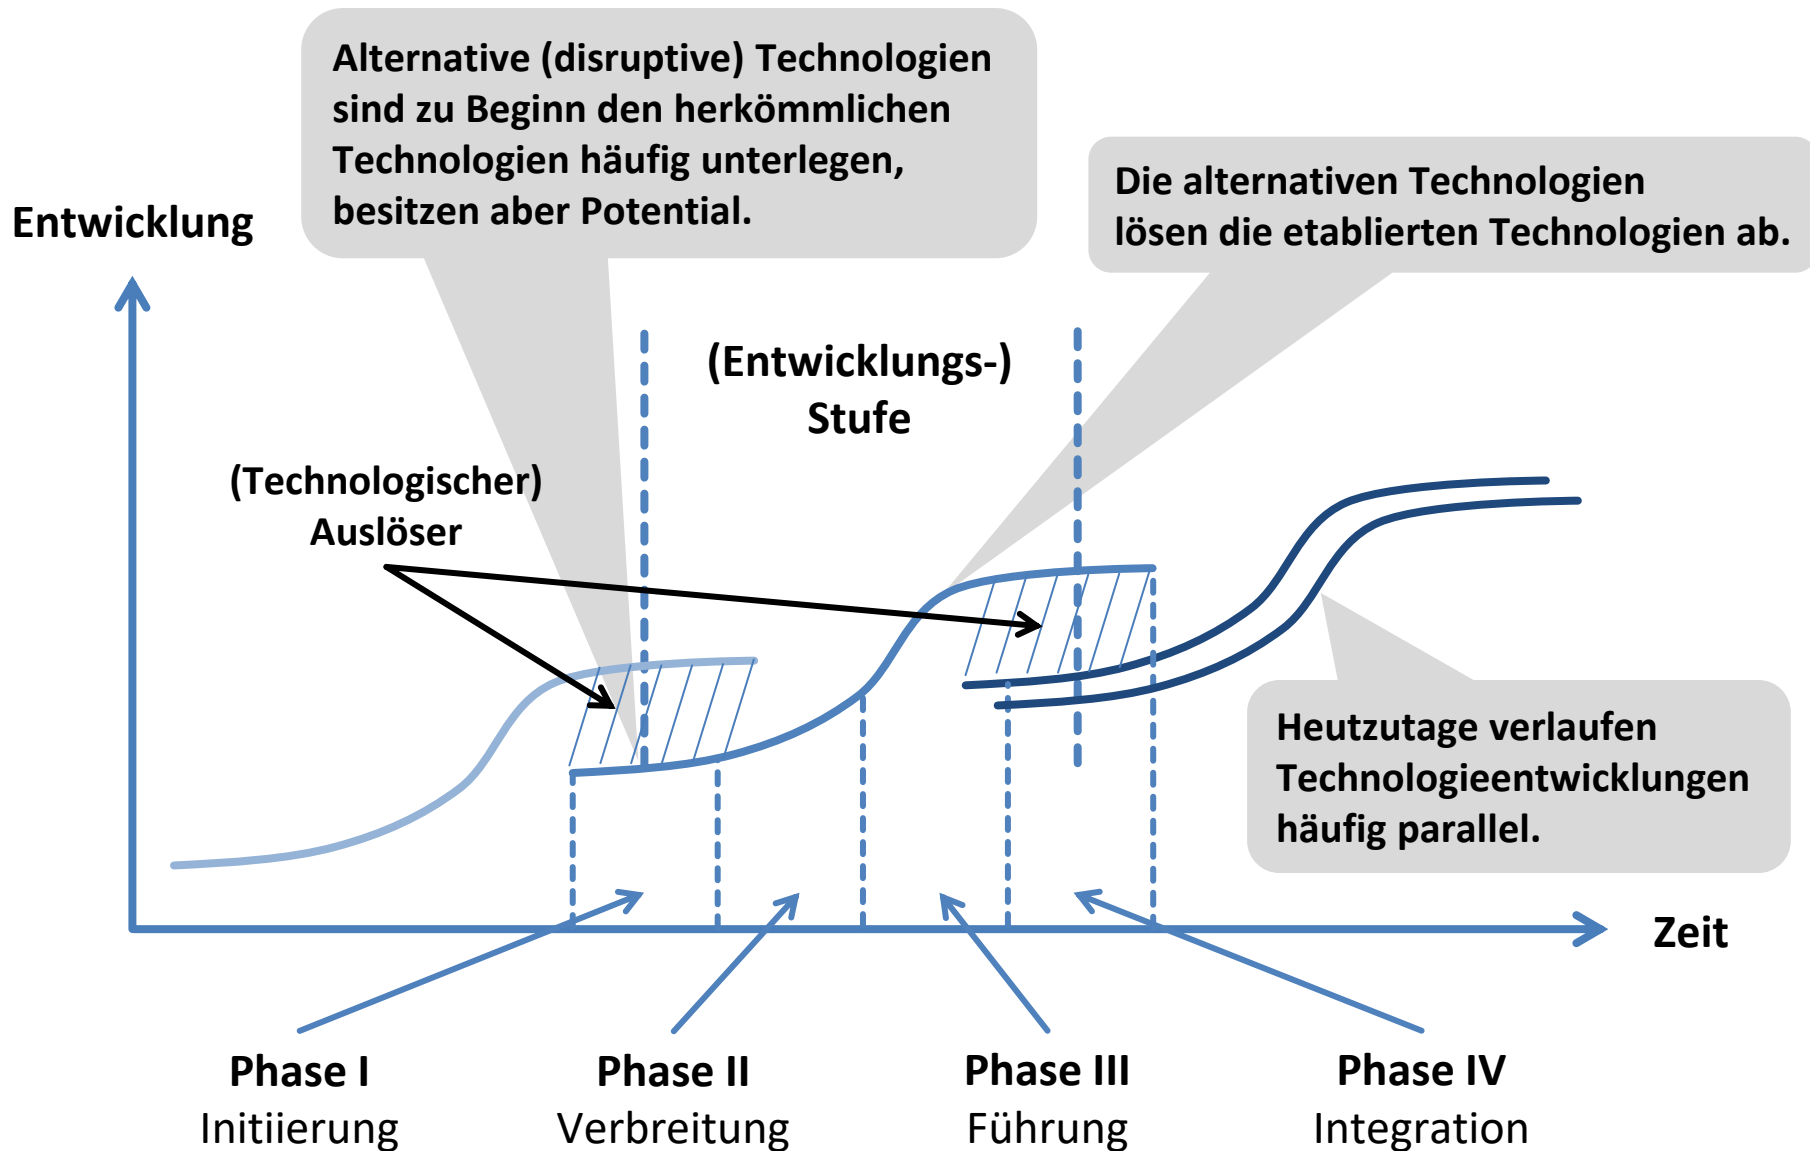 Alternative (disruptive) Technologien
sind zu Beginn den herkömmlichen
Technologien häufig unterlegen,
besitzen aber Potential.
Die alternativen Technologien
lösen die etablierten Technologien ab.
Entwicklung
(Entwicklungs-)
Stufe
(Technologischer)
Auslöser
Heutzutage verlaufen
Technologieentwicklungen
häufig parallel.
Zeit
Phase I
Initiierung
Phase II
Verbreitung
Phase III
Führung
Phase IV
Integration